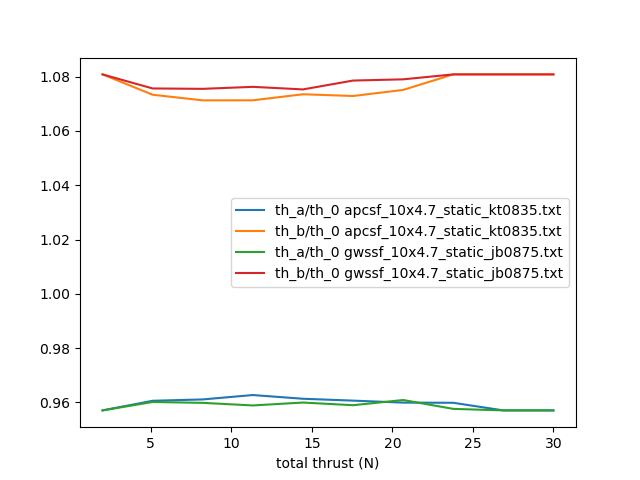 1.08
1.06
1.04
1.02
1.00
0.98
0.96
th_a/th_0 apcsf_10x4.7_static_kt0835.txt
th_b/th_0 apcsf_10x4.7_static_kt0835.txt
th_a/th_0 gwssf_10x4.7_static_jb0875.txt
th_b/th_0 gwssf_10x4.7_static_jb0875.txt
5 10 15 20 25 30
total thrust (N)